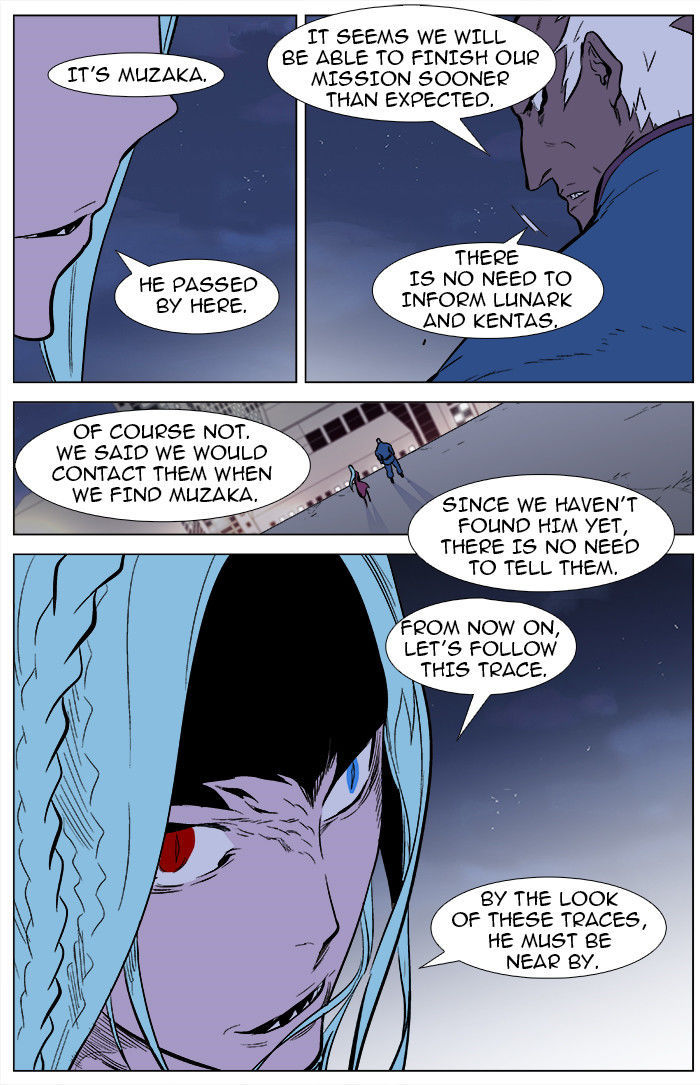 IT'S MUZAKA.
HE PASSED
BY HERE.
IT SEEMS WE WILL
BE ABLE TO FINISH OUR
MISSION SOONER
THAN EXPECTED.
THERE
IS NO NEED TO
INFORM LUNARK
AND KENTAS.
OF COURSE NOT.
WE SAID WE WOULD
CONTACT THEM WHEN
WE FIND MUZAKA.
SINCE WE HAVEN'T
FOUND HIM YET,
THERE IS NO NEED
TO TELL THEM.
FROM NOW ON,
LET'S FOLLOW
THIS TRACE.
BY THE LOOK
OF THESE TRACES,
HE MUST BE
NEAR BY.